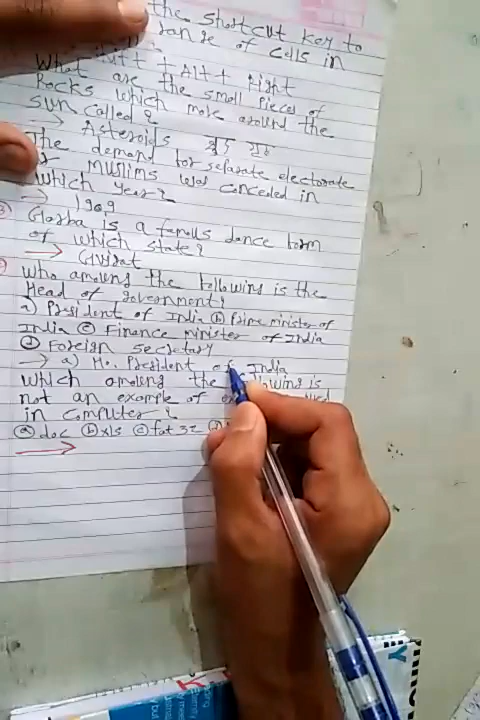 the shortcut key to
range of cells in
Shift + Alt + Right
What are the small pieces of
Rocks which move around the
Sun called?
→ Asteroids क्षुद्र ग्रह
The demand for separate electorate
Muslims was conceded in
which year?
→ 1909
Garba is a famous dance form
of which state?
→ Gujrat
Who among the following is the
Head of government?
a) President of India ⓑ Prime minister of
India ⓒ Finance minister of India
ⓓ Foreign secretary
→ a) President of India
which among the following is
not an example of
in computer?
ⓐ doc ⓑ xls ⓒ fat 32
→